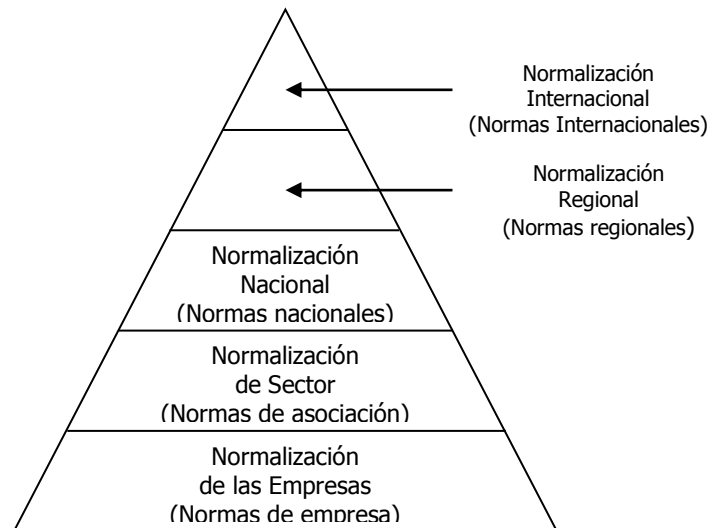 Normalización
Internacional
(Normas Internacionales)
Normalización
Regional
(Normas regionales)
Normalización
Nacional
(Normas nacionales)
Normalización
de Sector
(Normas de asociación)
Normalización
de las Empresas
(Normas de empresa)